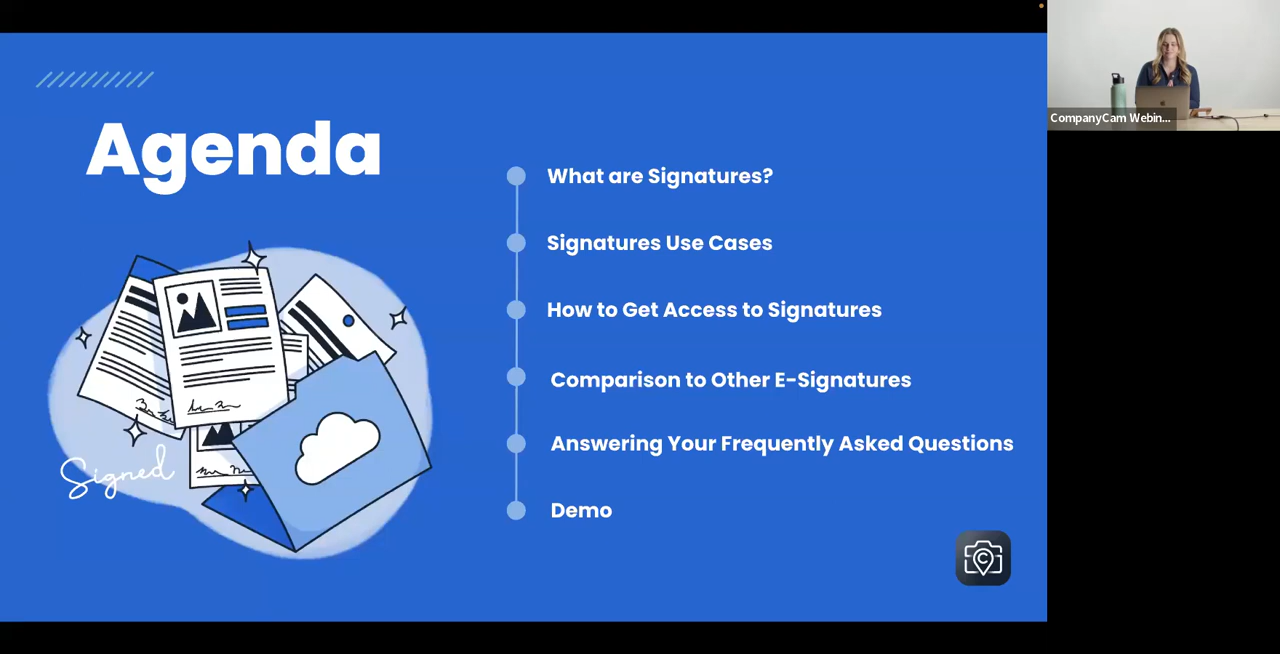 Agenda
What are Signatures?
Signatures Use Cases
How to Get Access to Signatures
Comparison to Other E-Signatures
Answering Your Frequently Asked Questions
Demo
Signed
C
CompanyCam Webin...